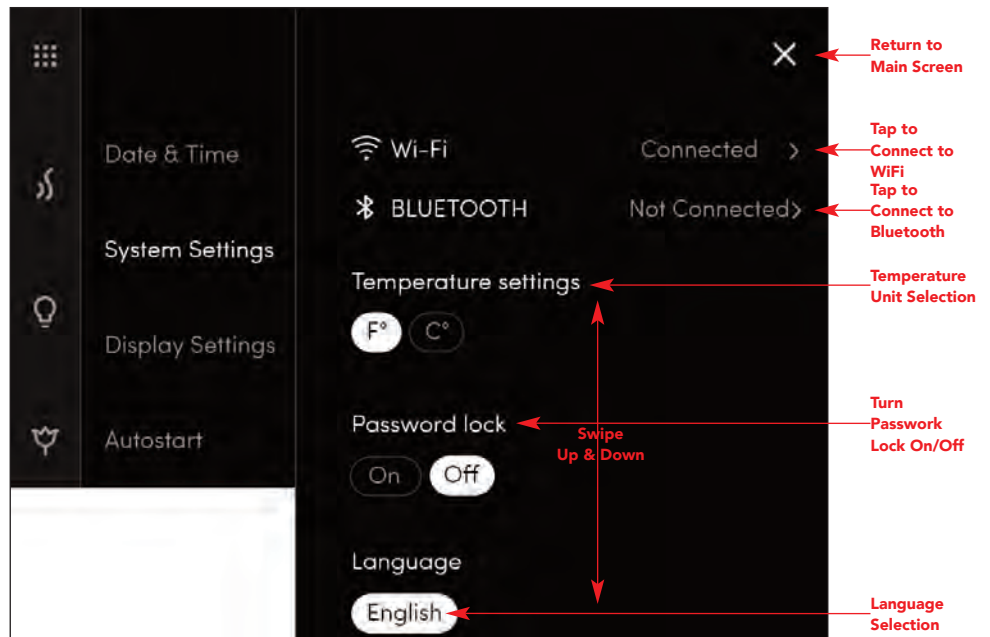 Date & Time
System Settings
Display Settings
Autostart
Wi-Fi
Connected >
BLUETOOTH
Not Connected>
Temperature settings
F° C°
Password lock
On Off
Language
English
Swipe
Up & Down
Return to
Main Screen
Tap to
Connect to
WiFi
Tap to
Connect to
Bluetooth
Temperature
Unit Selection
Turn
Passwork
Lock On/Off
Language
Selection